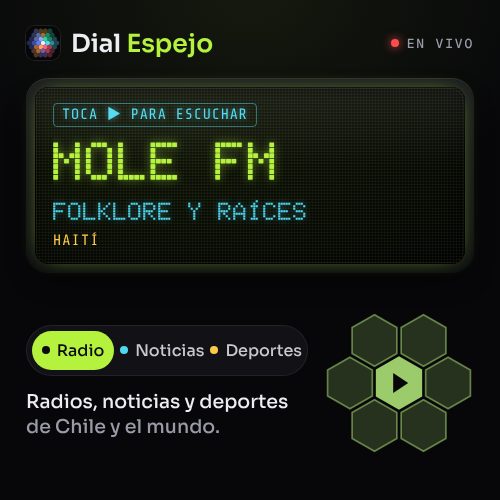 Dial Espejo
EN VIVO
TOCA ▶ PARA ESCUCHAR
MOLE FM
FOLKLORE Y RAÍCES
HAITÍ
Radio Noticias Deportes
Radios, noticias y deportes
de Chile y el mundo.